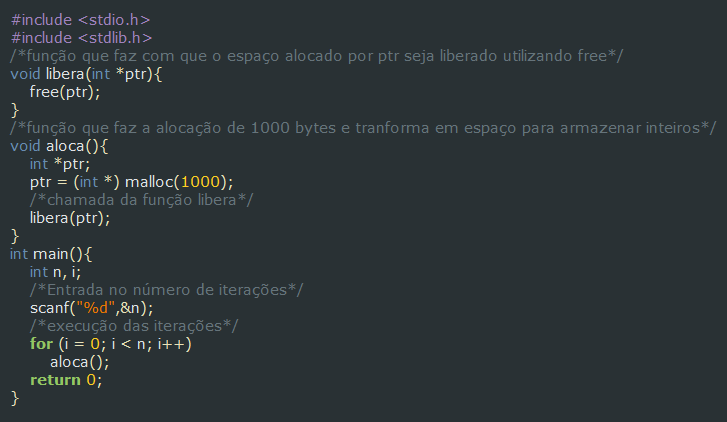 #include <stdio.h>
#include <stdlib.h>
/*função que faz com que o espaço alocado por ptr seja liberado utilizando free*/
void libera(int *ptr){
free(ptr);
}
/*função que faz a alocação de 1000 bytes e tranforma em espaço para armazenar inteiros*/
void aloca(){
int *ptr;
ptr = (int *) malloc(1000);
/*chamada da função libera*/
libera(ptr);
}
int main(){
int n, i;
/*Entrada no número de iterações*/
scanf("%d",&n);
/*execução das iterações*/
for (i = 0; i < n; i++)
aloca();
return 0;
}